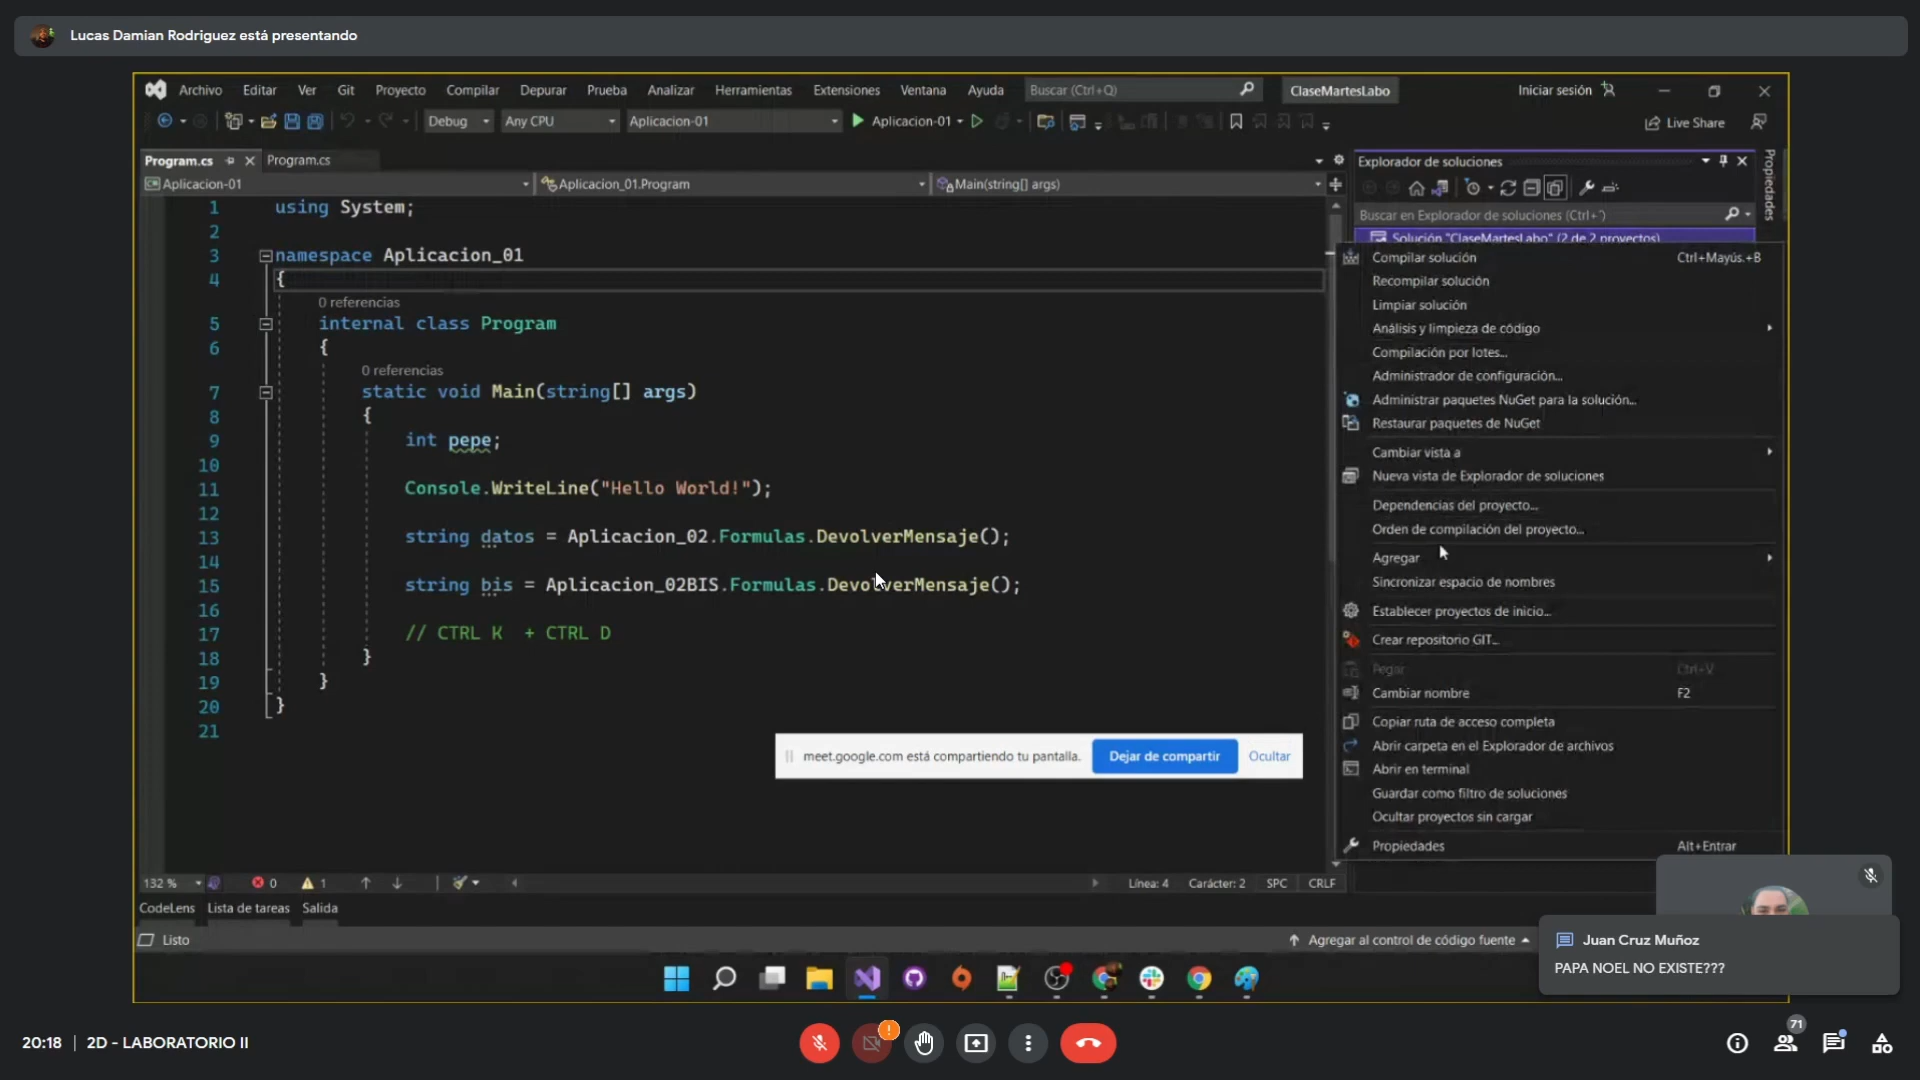 Lucas Damian Rodriguez está presentando
Archivo Editar Ver Git Proyecto Compilar Depurar Prueba Analizar Herramientas Extensiones Ventana Ayuda Buscar (Ctrl+Q) ClaseMartesLabo Iniciar sesión
Debug Any CPU Aplicacion-01 Aplicacion-01 Live Share
Program.cs Program.cs
Aplicacion-01 Aplicacion_01.Program Main(string[] args)
1 using System;
2
3 namespace Aplicacion_01
4 {
0 referencias
5 internal class Program
6 {
0 referencias
7 static void Main(string[] args)
8 {
9 int pepe;
10
11 Console.WriteLine("Hello World!");
12
13 string datos = Aplicacion_02.Formulas.DevolverMensaje();
14
15 string bis = Aplicacion_02BIS.Formulas.DevolverMensaje();
16
17 // CTRL K + CTRL D
18 }
19 }
20 }
21
Explorador de soluciones
Propiedades
Buscar en Explorador de soluciones (Ctrl+´)
Solución "ClaseMartesLabo" (2 de 2 proyectos)
Compilar solución Ctrl+Mayús.+B
Recompilar solución
Limpiar solución
Análisis y limpieza de código
Compilación por lotes...
Administrador de configuración...
Administrar paquetes NuGet para la solución...
Restaurar paquetes de NuGet
Cambiar vista a
Nueva vista de Explorador de soluciones
Dependencias del proyecto...
Orden de compilación del proyecto...
Agregar
Sincronizar espacio de nombres
Establecer proyectos de inicio...
Crear repositorio GIT...
Pegar Ctrl+V
Cambiar nombre F2
Copiar ruta de acceso completa
Abrir carpeta en el Explorador de archivos
Abrir en terminal
Guardar como filtro de soluciones
Ocultar proyectos sin cargar
Propiedades Alt+Entrar
meet.google.com está compartiendo tu pantalla. Dejar de compartir Ocultar
132 % 0 1 Línea: 4 Carácter: 2 SPC CRLF
CodeLens Lista de tareas Salida
Listo Agregar al control de código fuente
Juan Cruz Muñoz
PAPA NOEL NO EXISTE???
20:18 | 2D - LABORATORIO II
71